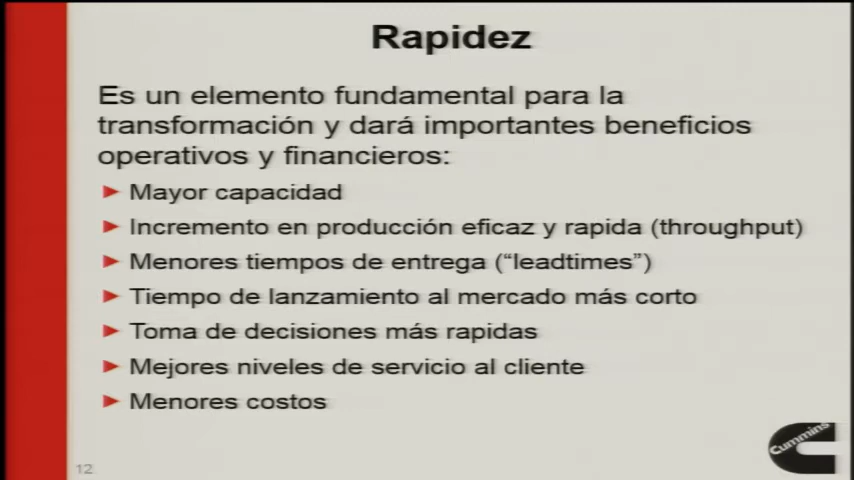 Rapidez
Es un elemento fundamental para la
transformación y dará importantes beneficios
operativos y financieros:
Mayor capacidad
Incremento en producción eficaz y rapida (throughput)
Menores tiempos de entrega (“leadtimes”)
Tiempo de lanzamiento al mercado más corto
Toma de decisiones más rapidas
Mejores niveles de servicio al cliente
Menores costos
12
Cummins